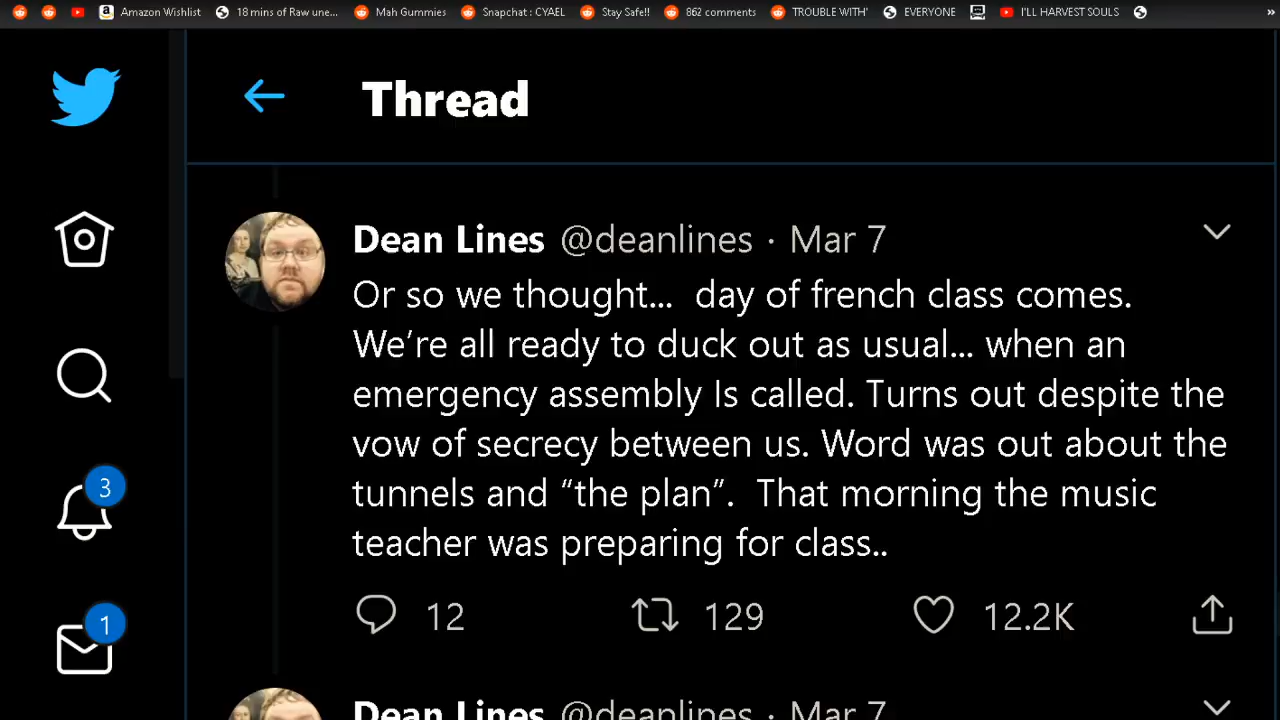 Amazon Wishlist 18 mins of Raw une... Mah Gummies Snapchat : CYAEL Stay Safe!! 862 comments TROUBLE WITH' EVERYONE I'LL HARVEST SOULS »
Thread
Dean Lines @deanlines · Mar 7
Or so we thought...  day of french class comes.
We’re all ready to duck out as usual... when an
emergency assembly Is called. Turns out despite the
vow of secrecy between us. Word was out about the
tunnels and “the plan”.  That morning the music
teacher was preparing for class..
3
12 129 12.2K
1
Dean Lines @deanlines · Mar 7